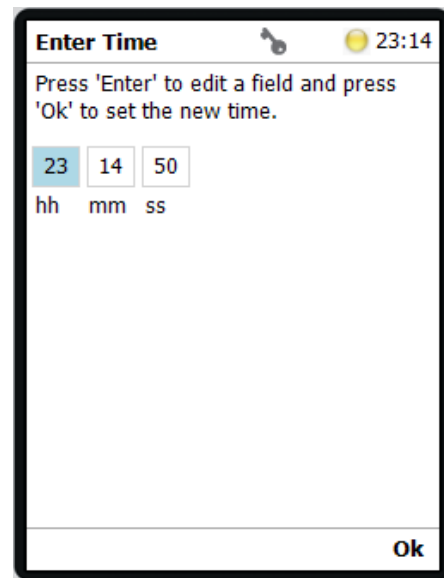 Enter Time 23:14
Press 'Enter' to edit a field and press
'Ok' to set the new time.
23 14 50
hh mm ss
Ok